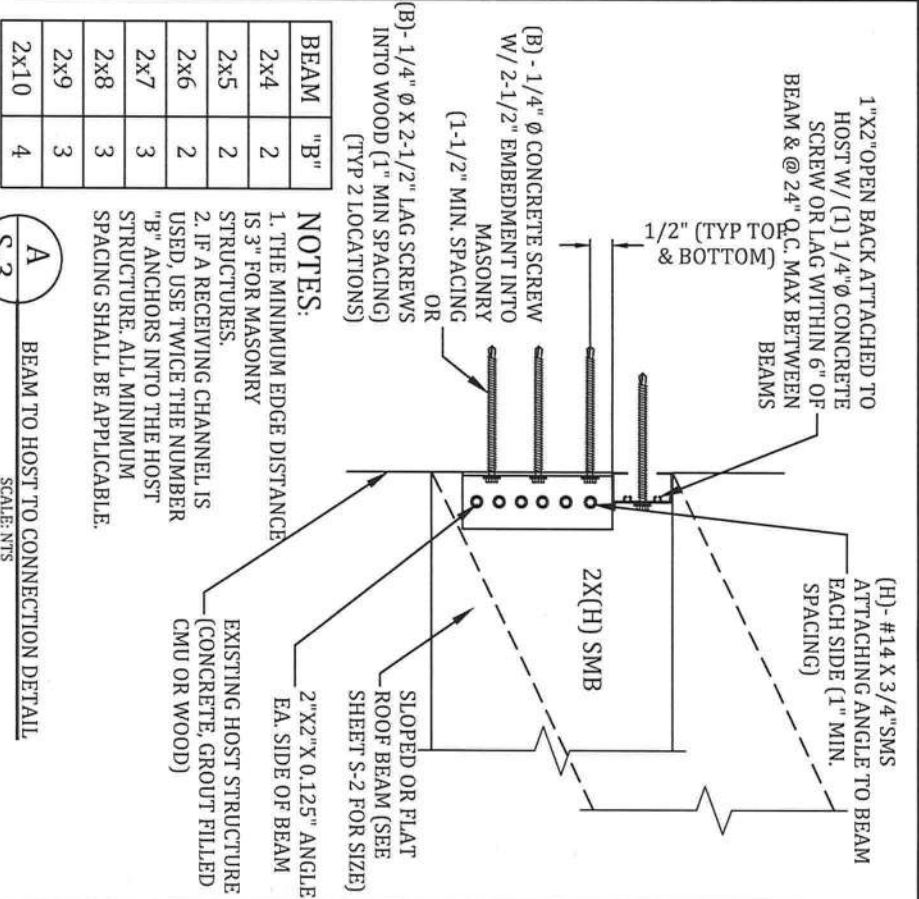 1"X2"OPEN BACK ATTACHED TO
HOST W/ (1) 1/4"Ø CONCRETE
SCREW OR LAG WITHIN 6" OF
BEAM & @ 24" O.C. MAX BETWEEN
BEAMS
1/2" (TYP TOP
& BOTTOM)
(B) - 1/4" Ø CONCRETE SCREW
W/ 2-1/2" EMBEDMENT INTO
MASONRY
(1-1/2" MIN. SPACING
OR
(B)- 1/4" Ø X 2-1/2" LAG SCREWS
INTO WOOD (1" MIN SPACING)
(TYP 2 LOCATIONS)
(H)- #14 X 3/4"SMS
ATTACHING ANGLE TO BEAM
EACH SIDE (1" MIN.
SPACING)
2X(H) SMB
SLOPED OR FLAT
ROOF BEAM (SEE
SHEET S-2 FOR SIZE)
2"X2"X 0.125" ANGLE
EA. SIDE OF BEAM
EXISTING HOST STRUCTURE
(CONCRETE, GROUT FILLED
CMU OR WOOD)
BEAM "B"
2x4 2
2x5 2
2x6 2
2x7 3
2x8 3
2x9 3
2x10 4
NOTES:
1. THE MINIMUM EDGE DISTANCE
IS 3" FOR MASONRY
STRUCTURES.
2. IF A RECEIVING CHANNEL IS
USED, USE TWICE THE NUMBER
"B" ANCHORS INTO THE HOST
STRUCTURE. ALL MINIMUM
SPACING SHALL BE APPLICABLE.
A
S-3
BEAM TO HOST TO CONNECTION DETAIL
SCALE: NTS